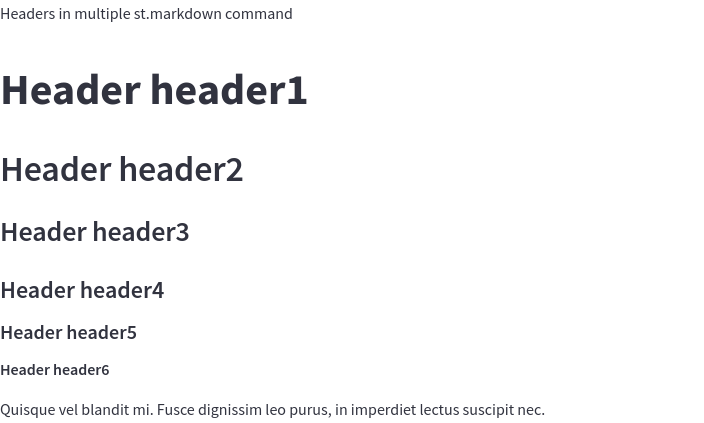 Headers in multiple st.markdown command
Header header1
Header header2
Header header3
Header header4
Header header5
Header header6
Quisque vel blandit mi. Fusce dignissim leo purus, in imperdiet lectus suscipit nec.